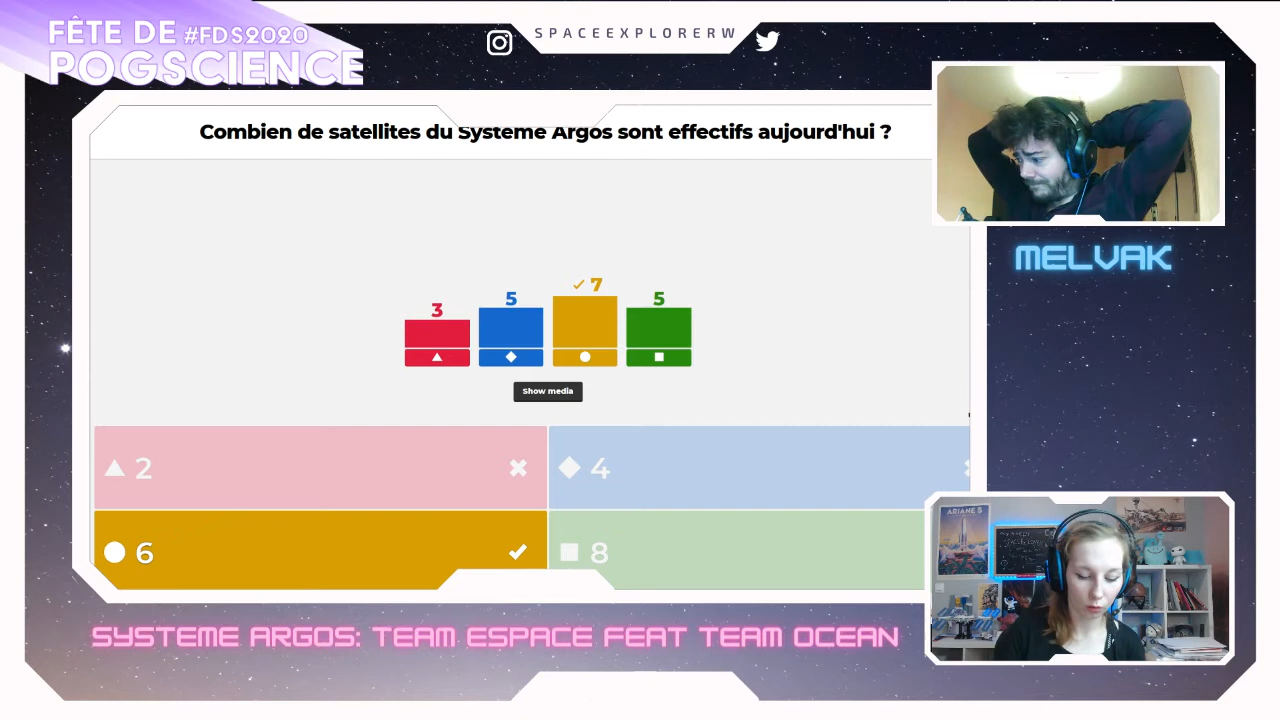 FÊTE DE #FDS2020
POGSCIENCE
SPACEEXPLORERW
Combien de satellites du Systeme Argos sont effectifs aujourd'hui ?
3
5
7
5
Show media
2
4
6
8
MELVAK
ARIANE 5
SYSTEME ARGOS: TEAM ESPACE FEAT TEAM OCEAN